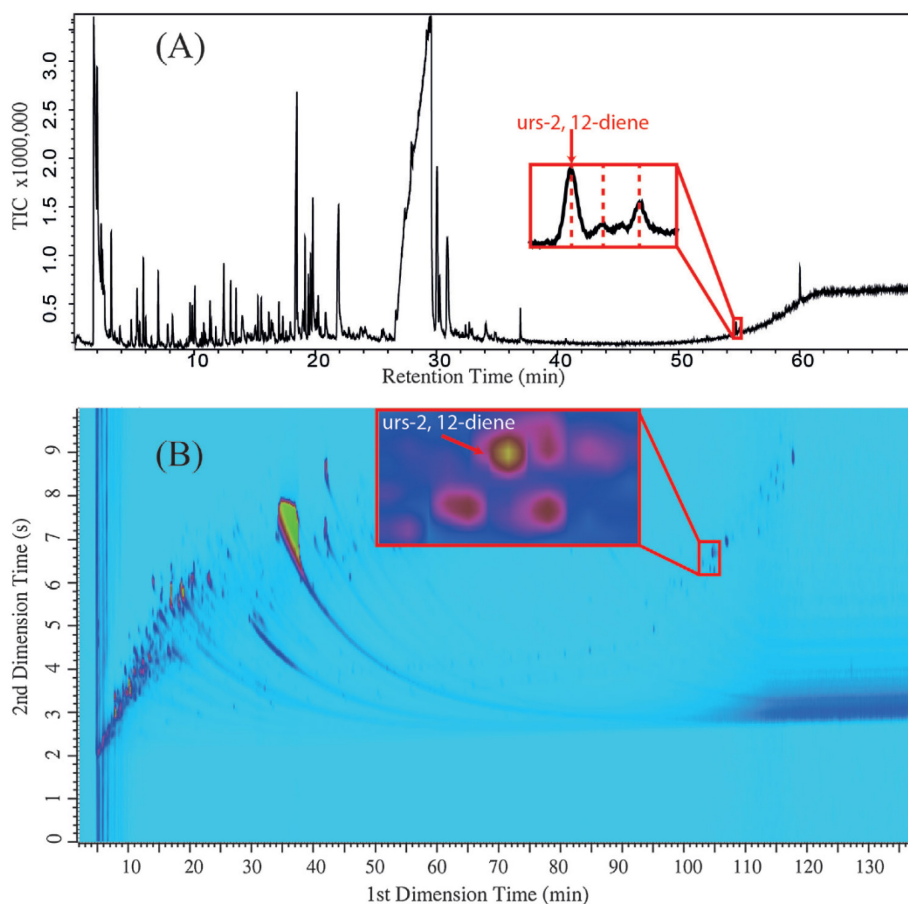 (A)
TIC x1000,000
3.0
2.5
2.0
1.5
1.0
0.5
urs-2, 12-diene
10
20
30
40
50
60
Retention Time (min)
(B)
urs-2, 12-diene
2nd Dimension Time (s)
9
8
7
6
5
4
3
2
1
0
10 20 30 40 50 60 70 80 90 100 110 120 130
1st Dimension Time (min)